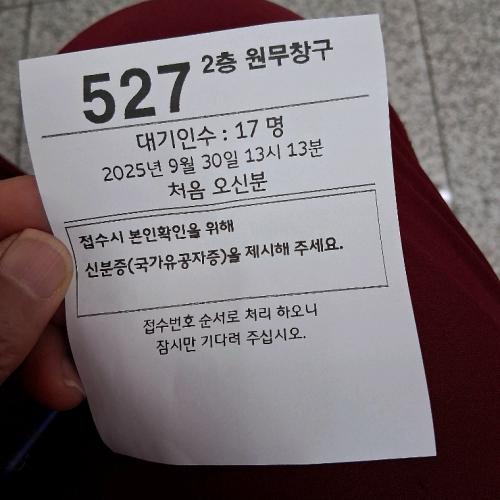 527 2층 원무창구
대기인수 : 17 명
2025년 9월 30일 13시 13분
처음 오신분
접수시 본인확인을 위해
신분증(국가유공자증)을 제시해 주세요.
접수번호 순서로 처리 하오니
잠시만 기다려 주십시오.